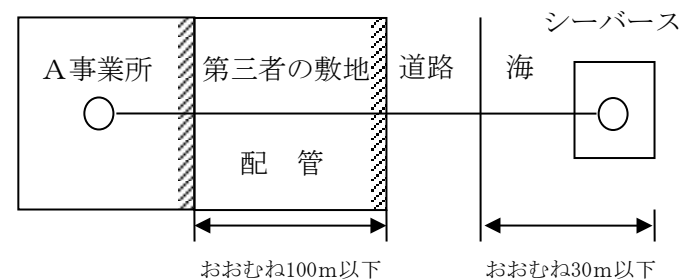 シーバース
A事業所 第三者の敷地 道路 海
配 管
おおむね100m以下 おおむね30m以下